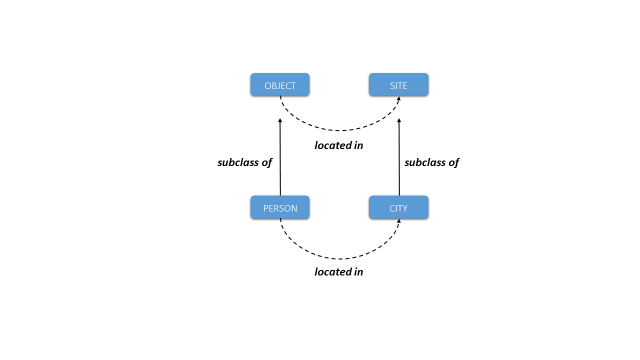 OBJECT
SITE
located in
subclass of
subclass of
PERSON
CITY
located in